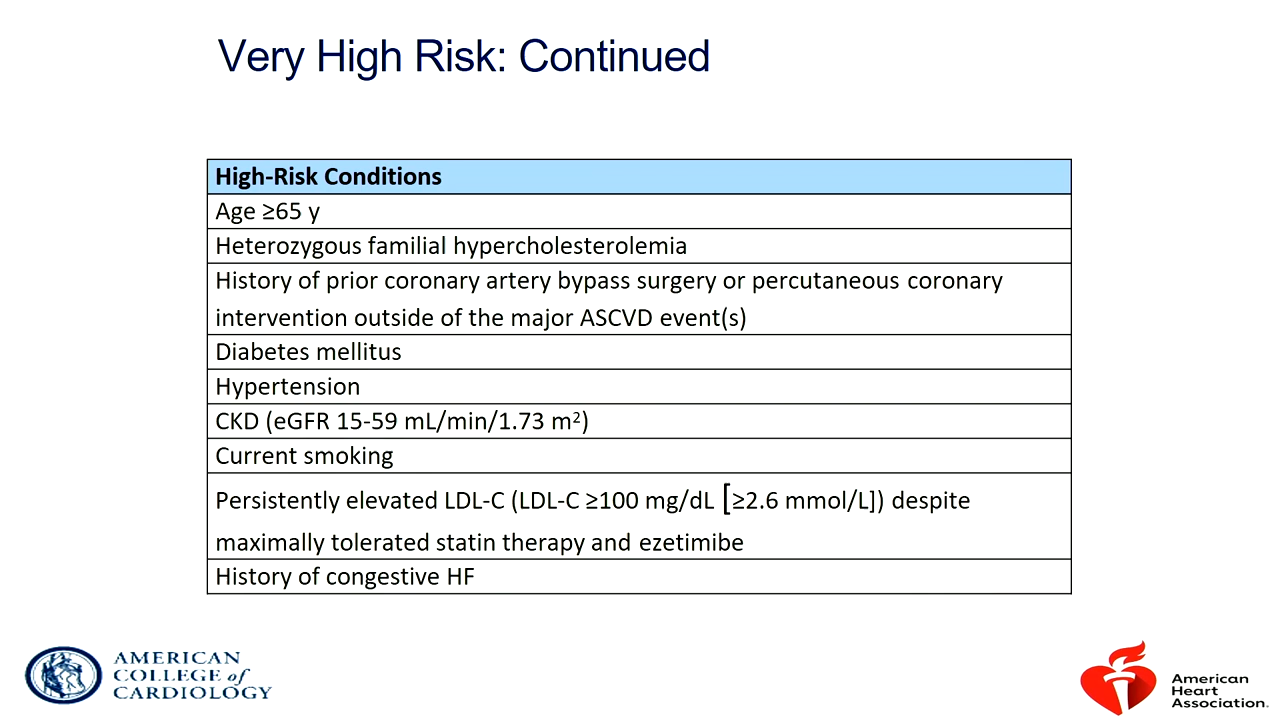 Very High Risk: Continued
High-Risk Conditions
Age ≥65 y
Heterozygous familial hypercholesterolemia
History of prior coronary artery bypass surgery or percutaneous coronary
intervention outside of the major ASCVD event(s)
Diabetes mellitus
Hypertension
CKD (eGFR 15-59 mL/min/1.73 m²)
Current smoking
Persistently elevated LDL-C (LDL-C ≥100 mg/dL [≥2.6 mmol/L]) despite
maximally tolerated statin therapy and ezetimibe
History of congestive HF
AMERICAN
COLLEGE of
CARDIOLOGY
American
Heart
Association.